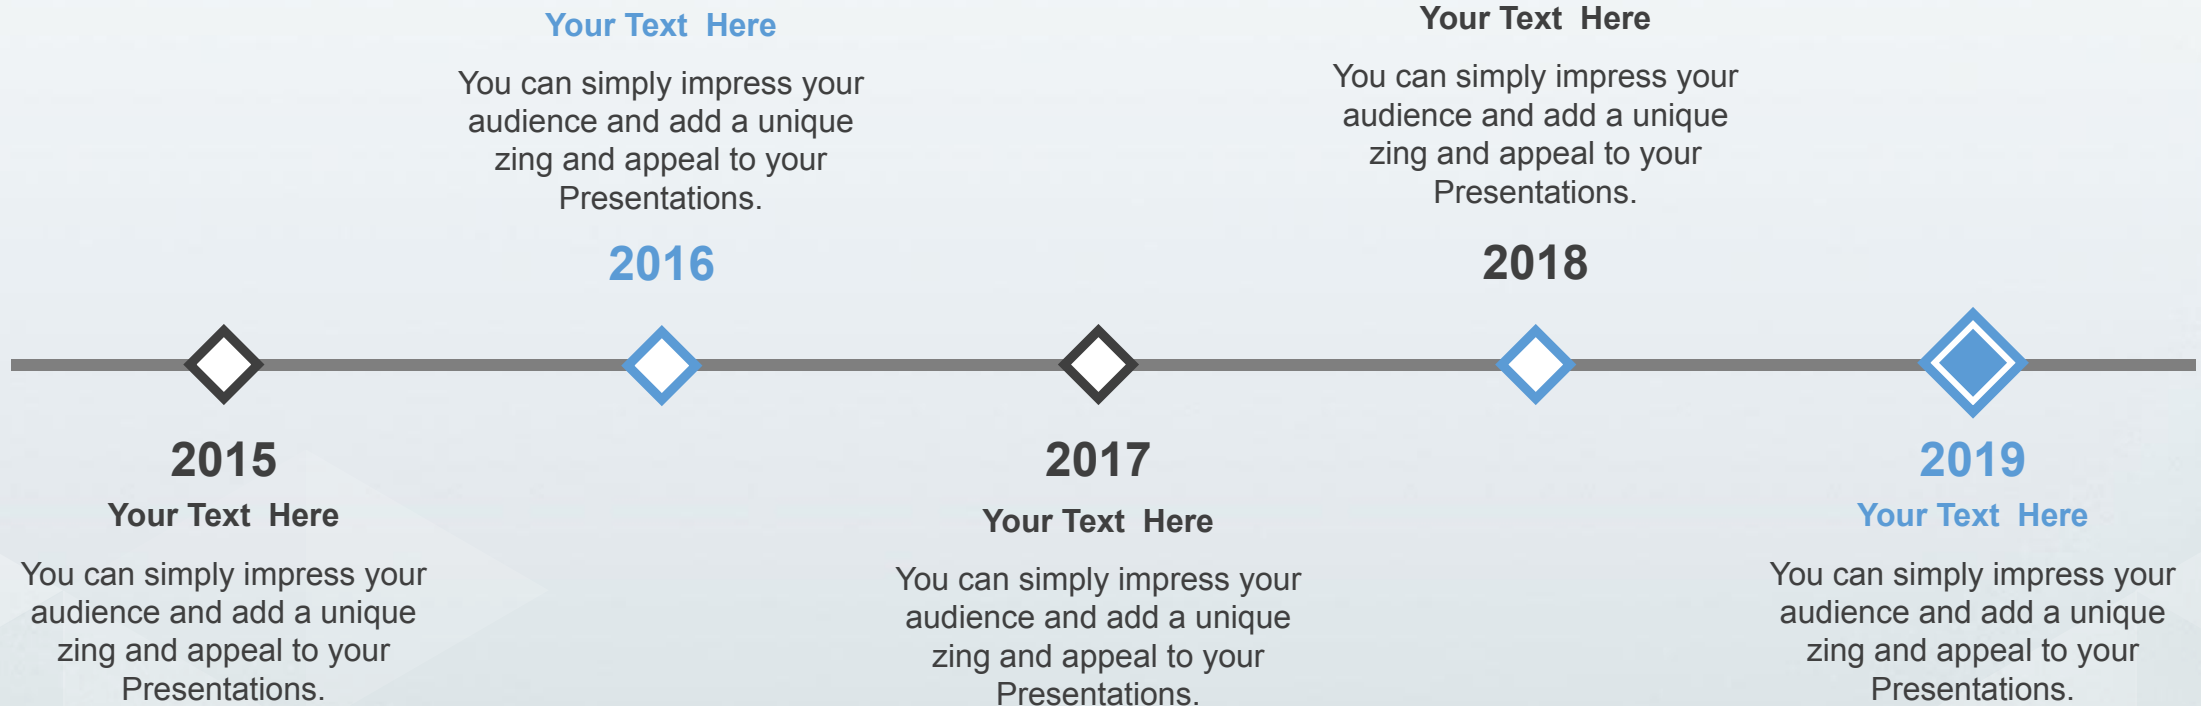 Your Text  Here
You can simply impress your
audience and add a unique
zing and appeal to your
Presentations.
2016
Your Text  Here
You can simply impress your
audience and add a unique
zing and appeal to your
Presentations.
2018
2015
Your Text  Here
You can simply impress your
audience and add a unique
zing and appeal to your
Presentations.
2017
Your Text  Here
You can simply impress your
audience and add a unique
zing and appeal to your
Presentations.
2019
Your Text  Here
You can simply impress your
audience and add a unique
zing and appeal to your
Presentations.